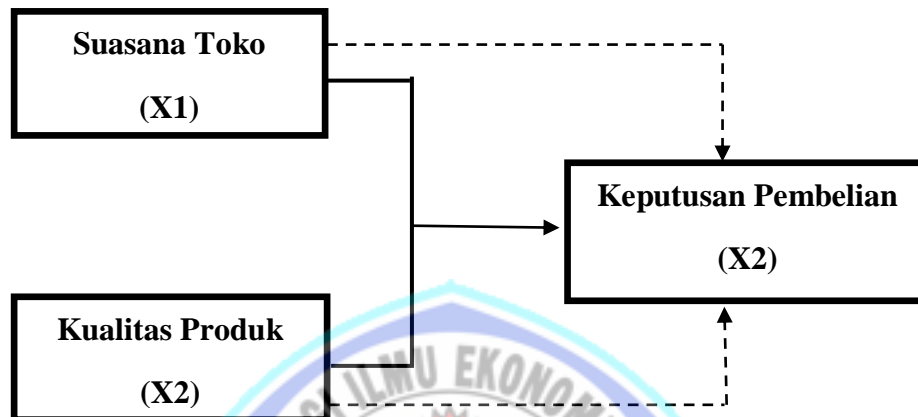 Suasana Toko
(X1)
Keputusan Pembelian
(X2)
Kualitas Produk
(X2)
ILMU EKONO